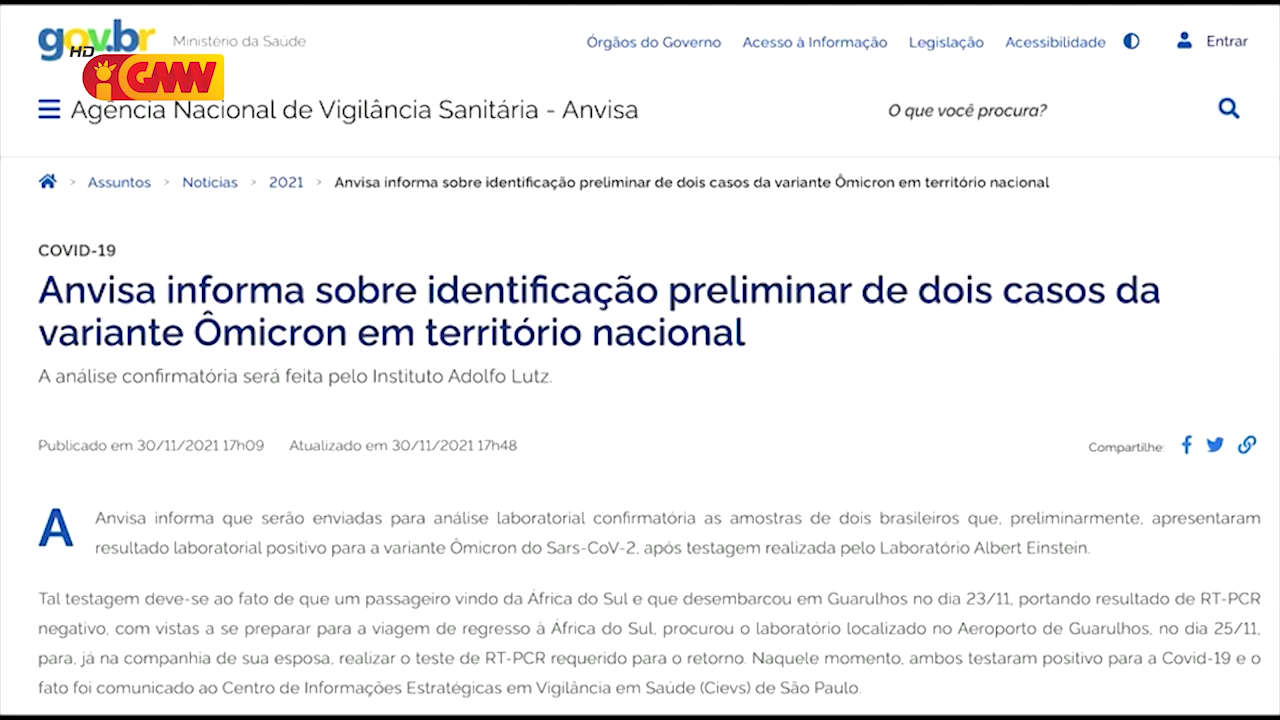 gov.br Ministério da Saúde Órgãos do Governo Acesso à Informação Legislação Acessibilidade Entrar
HD
GMW
Agência Nacional de Vigilância Sanitária - Anvisa O que você procura?
> Assuntos > Notícias > 2021 > Anvisa informa sobre identificação preliminar de dois casos da variante Ômicron em território nacional
COVID-19
Anvisa informa sobre identificação preliminar de dois casos da
variante Ômicron em território nacional
A análise confirmatória será feita pelo Instituto Adolfo Lutz.
Publicado em 30/11/2021 17h09 Atualizado em 30/11/2021 17h48 Compartilhe:
A Anvisa informa que serão enviadas para análise laboratorial confirmatória as amostras de dois brasileiros que, preliminarmente, apresentaram
resultado laboratorial positivo para a variante Ômicron do Sars-CoV-2, após testagem realizada pelo Laboratório Albert Einstein.
Tal testagem deve-se ao fato de que um passageiro vindo da África do Sul e que desembarcou em Guarulhos no dia 23/11, portando resultado de RT-PCR
negativo, com vistas a se preparar para a viagem de regresso à África do Sul, procurou o laboratório localizado no Aeroporto de Guarulhos, no dia 25/11,
para, já na companhia de sua esposa, realizar o teste de RT-PCR requerido para o retorno. Naquele momento, ambos testaram positivo para a Covid-19 e o
fato foi comunicado ao Centro de Informações Estratégicas em Vigilância em Saúde (Cievs) de São Paulo.